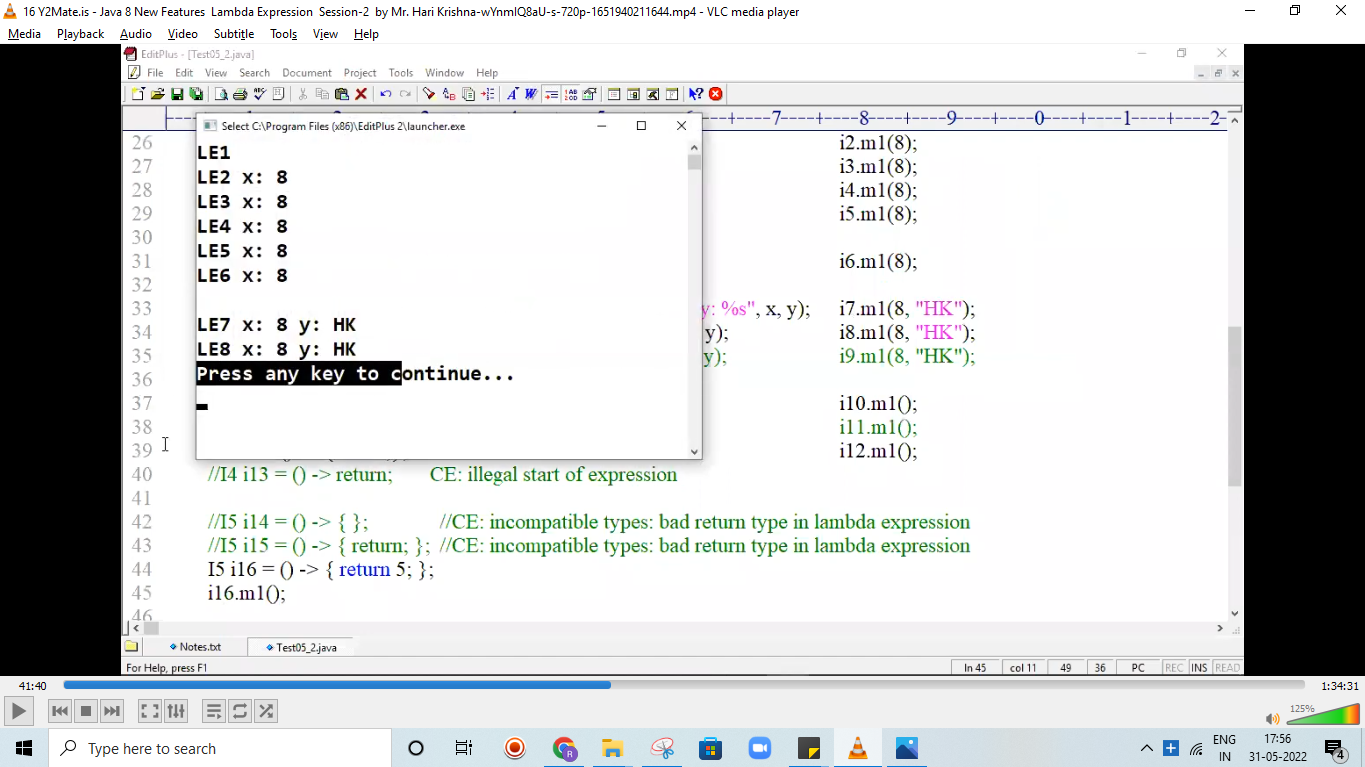 16 Y2Mate.is - Java 8 New Features  Lambda Expression  Session-2  by Mr. Hari Krishna-wYnmlQ8aU-s-720p-1651940211644.mp4 - VLC media player
Media Playback Audio Video Subtitle Tools View Help
EditPlus - [Test05_2.java]
File Edit View Search Document Project Tools Window Help
Select C:\Program Files (x86)\EditPlus 2\launcher.exe
----+----7----+----8----+----9----+----0----+----1----+----2-
LE1
LE2 x: 8
LE3 x: 8
LE4 x: 8
LE5 x: 8
LE6 x: 8
LE7 x: 8 y: HK
LE8 x: 8 y: HK
Press any key to continue...
26 i2.m1(8);
27 i3.m1(8);
28 i4.m1(8);
29 i5.m1(8);
30
31 i6.m1(8);
32
33 y: %s", x, y); i7.m1(8, "HK");
34 y); i8.m1(8, "HK");
35 y); i9.m1(8, "HK");
36
37 i10.m1();
38 i11.m1();
39 i12.m1();
40 //I4 i13 = () -> return; CE: illegal start of expression
41
42 //I5 i14 = () -> { }; //CE: incompatible types: bad return type in lambda expression
43 //I5 i15 = () -> { return; }; //CE: incompatible types: bad return type in lambda expression
44 I5 i16 = () -> { return 5; };
45 i16.m1();
46
Notes.txt Test05_2.java
For Help, press F1 ln 45 col 11 49 36 PC REC INS READ
41:40 1:34:31
125%
Type here to search
ENG
IN
17:56
31-05-2022
4